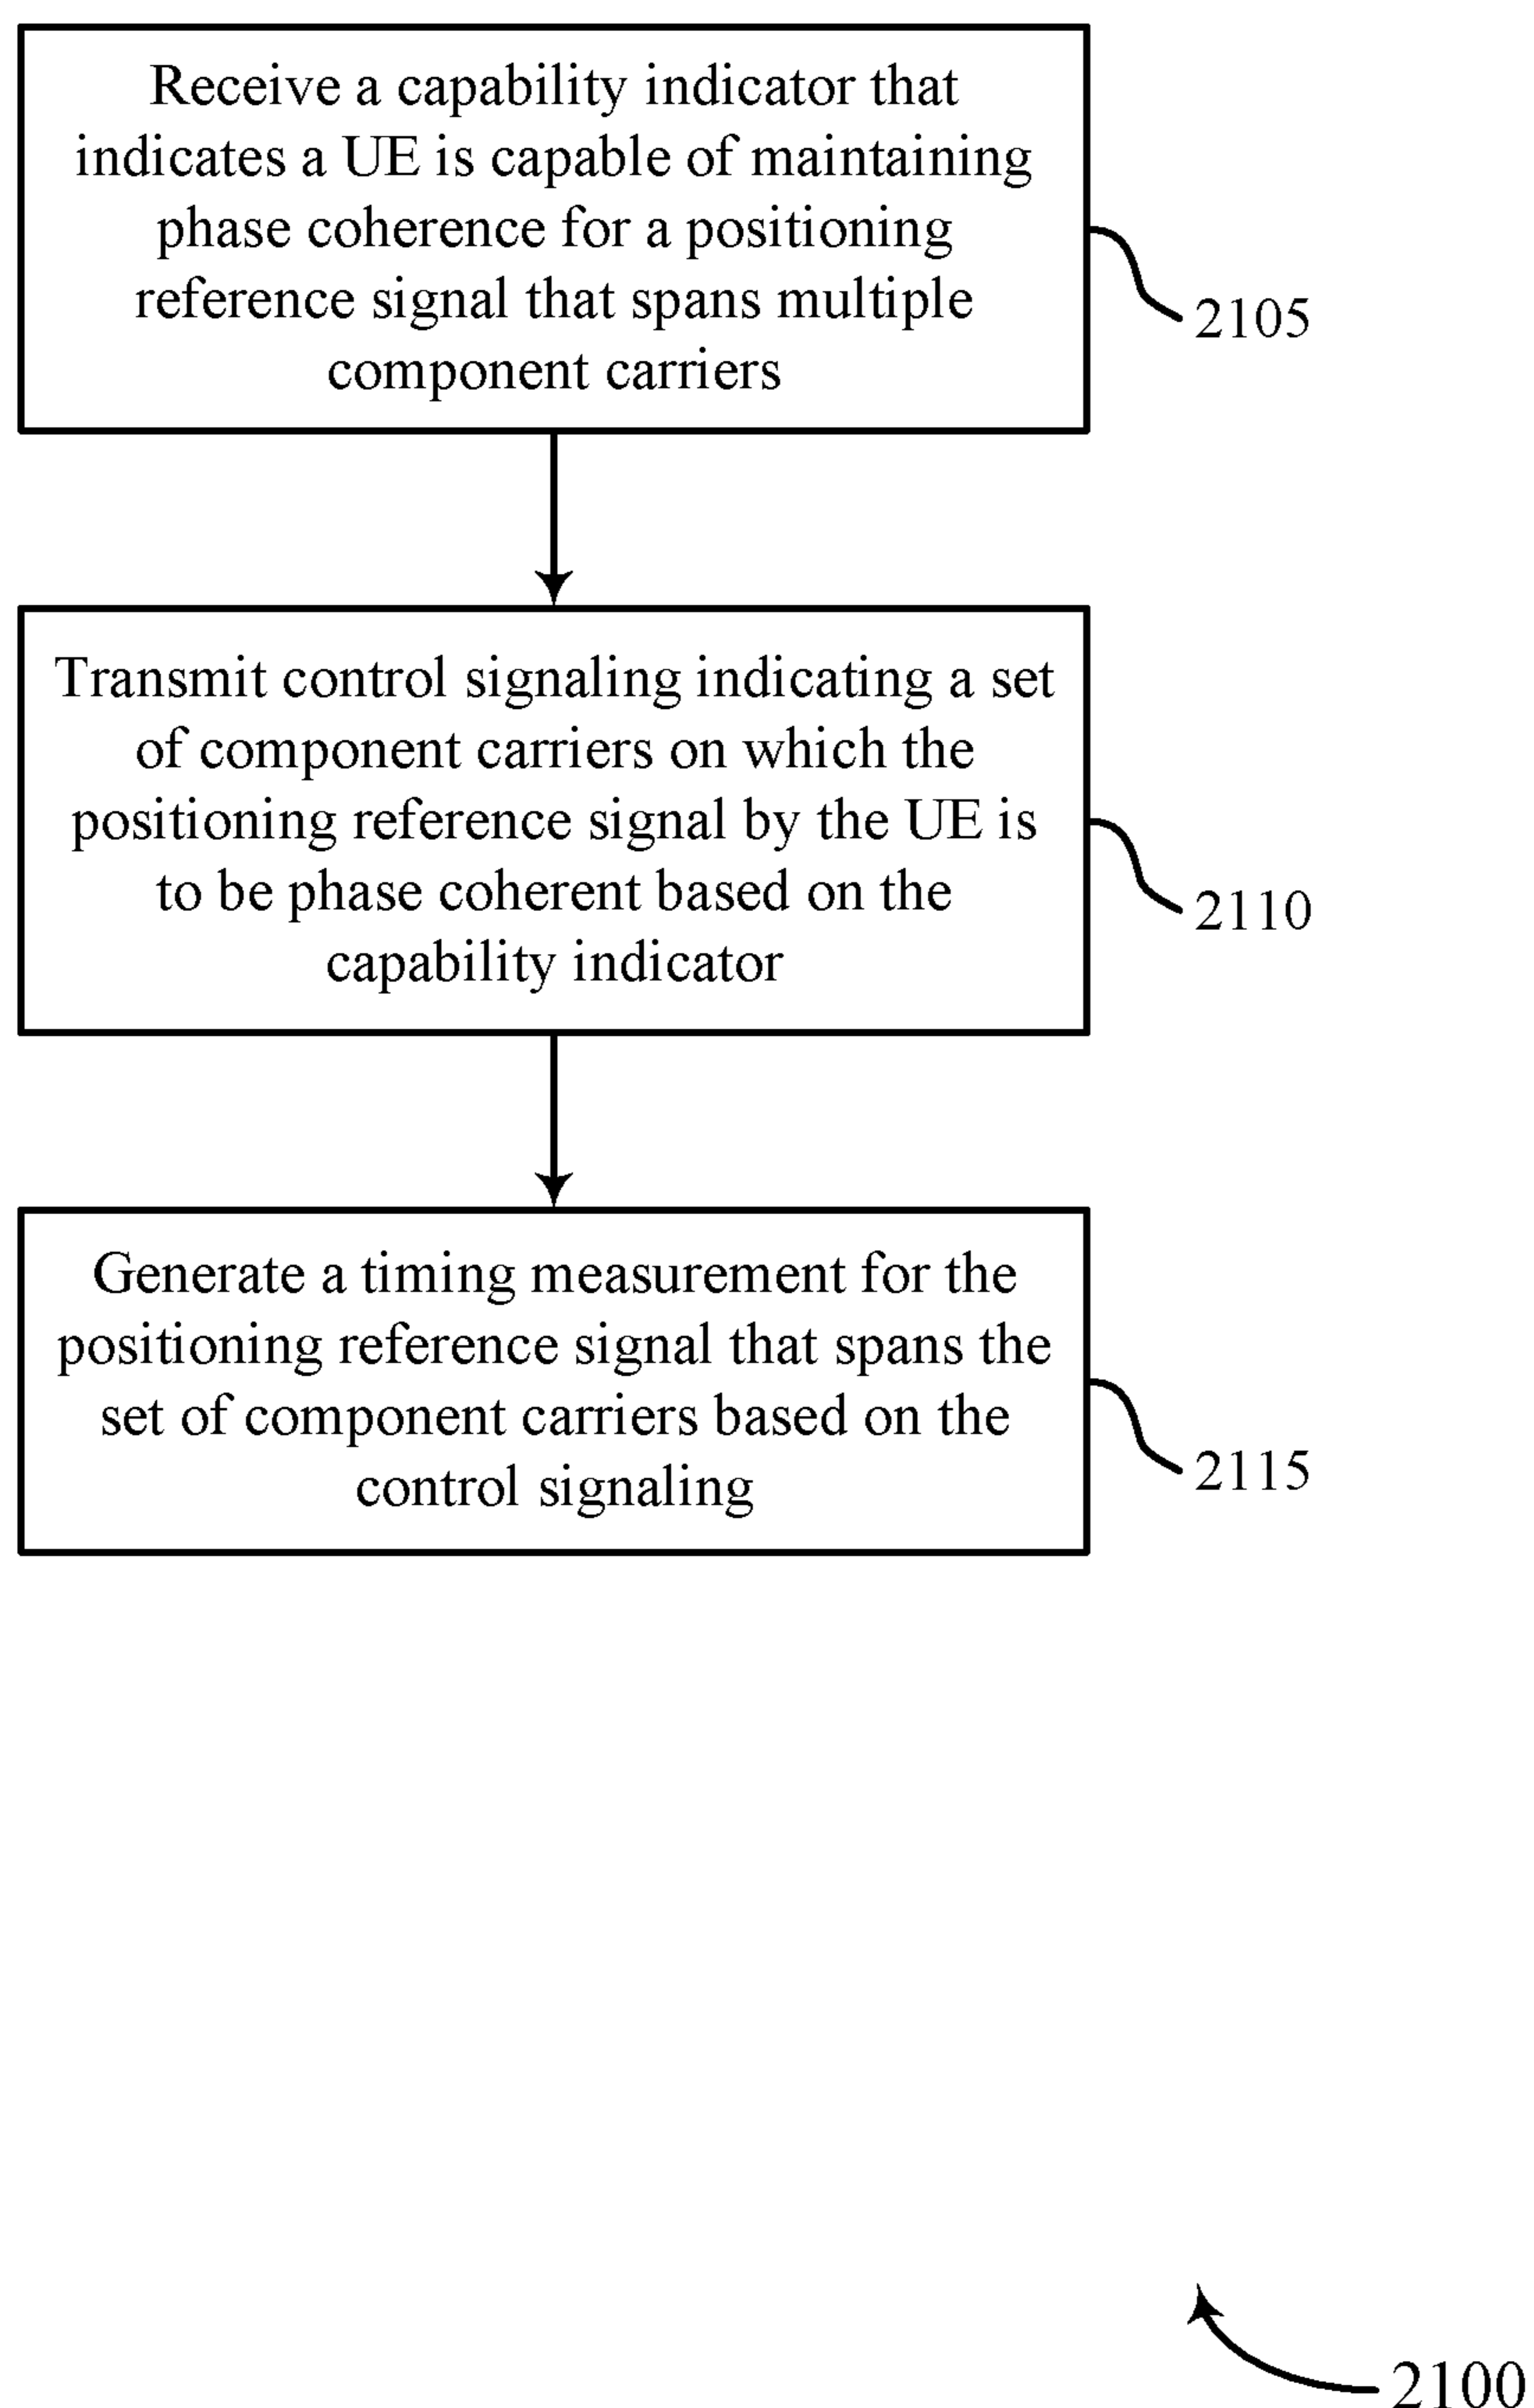 Receive a capability indicator that
indicates a UE is capable of maintaining
phase coherence for a positioning
reference signal that spans multiple
component carriers
2105
Transmit control signaling indicating a set
of component carriers on which the
positioning reference signal by the UE is
to be phase coherent based on the
capability indicator
2110
Generate a timing measurement for the
positioning reference signal that spans the
set of component carriers based on the
control signaling
2115
2100